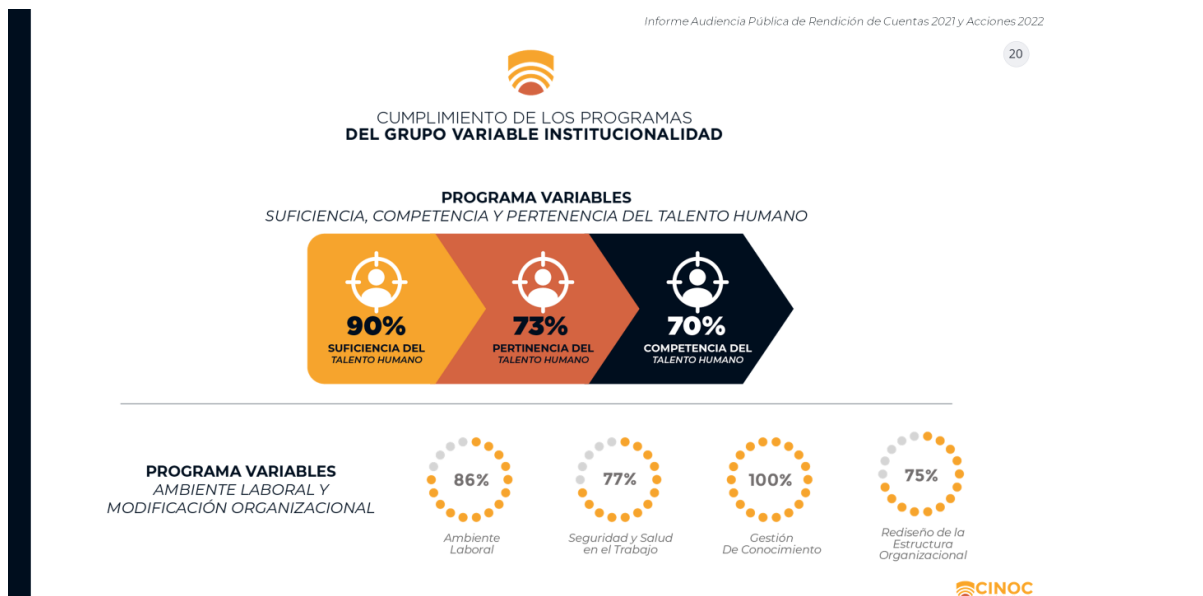 Informe Audiencia Pública de Rendición de Cuentas 2021 y Acciones 2022
20
CUMPLIMIENTO DE LOS PROGRAMAS
DEL GRUPO VARIABLE INSTITUCIONALIDAD
PROGRAMA VARIABLES
SUFICIENCIA, COMPETENCIA Y PERTENENCIA DEL TALENTO HUMANO
90%
SUFICIENCIA DEL
TALENTO HUMANO
73%
PERTINENCIA DEL
TALENTO HUMANO
70%
COMPETENCIA DEL
TALENTO HUMANO
PROGRAMA VARIABLES
AMBIENTE LABORAL Y
MODIFICACIÓN ORGANIZACIONAL
86%
Ambiente
Laboral
77%
Seguridad y Salud
en el Trabajo
100%
Gestión
De Conocimiento
75%
Rediseño de la
Estructura
Organizacional
CINOC